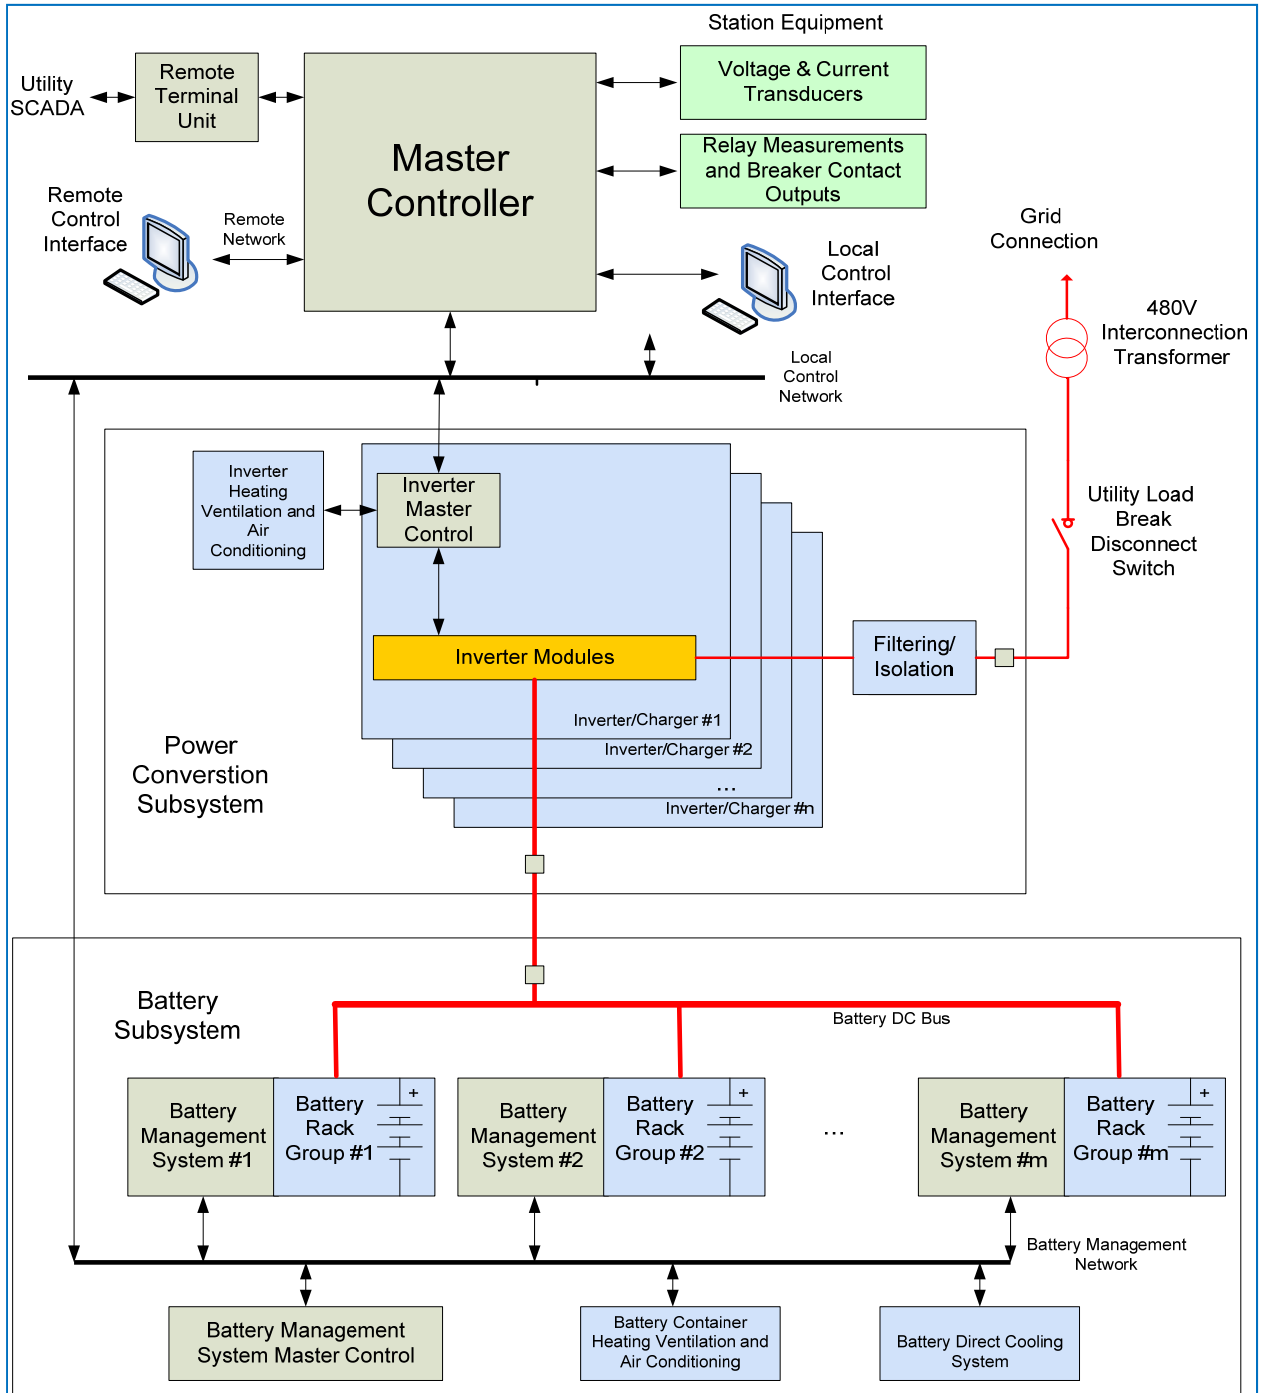 Station Equipment
Utility
SCADA
Remote
Terminal
Unit
Master
Controller
Voltage & Current
Transducers
Relay Measurements
and Breaker Contact
Outputs
Remote
Control
Interface
Remote
Network
Local
Control
Interface
Grid
Connection
480V
Interconnection
Transformer
Local
Control
Network
Inverter
Heating
Ventilation and
Air
Conditioning
Inverter
Master
Control
Utility Load
Break
Disconnect
Switch
Inverter Modules
Filtering/
Isolation
Inverter/Charger #1
Inverter/Charger #2
...
Inverter/Charger #n
Power
Converstion
Subsystem
Battery
Subsystem
Battery DC Bus
Battery
Management
System #1
Battery
Rack
Group #1
+
Battery
Management
System #2
Battery
Rack
Group #2
+
...
Battery
Management
System #m
Battery
Rack
Group #m
+
Battery Management
Network
Battery Management
System Master Control
Battery Container
Heating Ventilation and
Air Conditioning
Battery Direct Cooling
System